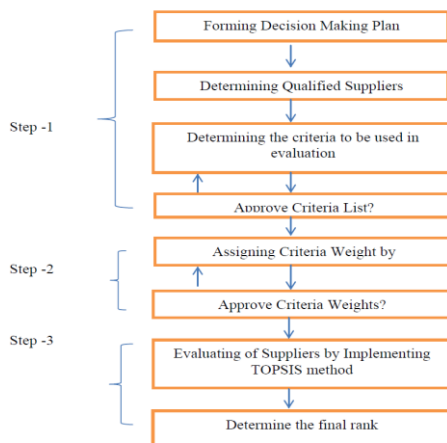 Forming Decision Making Plan
Determining Qualified Suppliers
Step -1
Determining the criteria to be used in
evaluation
Approve Criteria List?
Assigning Criteria Weight by
Step -2
Approve Criteria Weights?
Step -3
Evaluating of Suppliers by Implementing
TOPSIS method
Determine the final rank